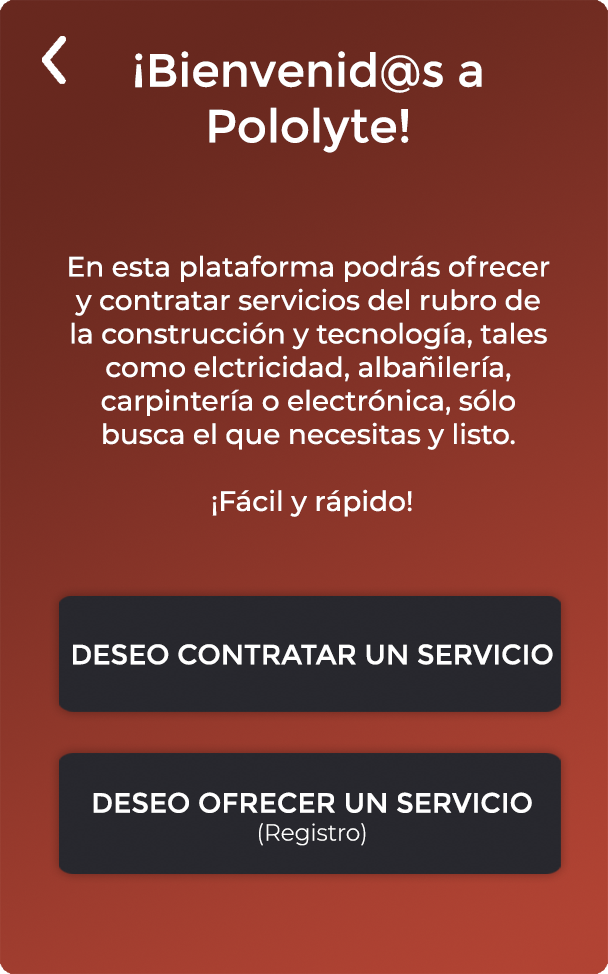 ¡Bienvenid@s a
Pololyte!
En esta plataforma podrás ofrecer
y contratar servicios del rubro de
la construcción y tecnología, tales
como elctricidad, albañilería,
carpintería o electrónica, sólo
busca el que necesitas y listo.
¡Fácil y rápido!
DESEO CONTRATAR UN SERVICIO
DESEO OFRECER UN SERVICIO
(Registro)